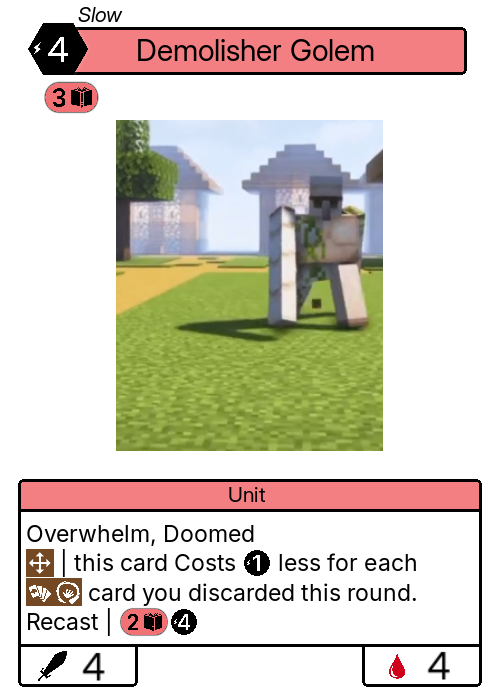 Slow
4 Demolisher Golem
3
Unit
Overwhelm, Doomed
| this card Costs 1 less for each
card you discarded this round.
Recast | 2 4
4 4